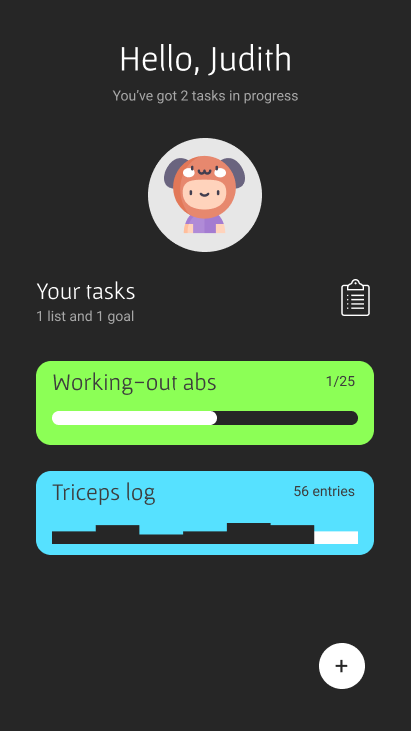 Hello, Judith
You've got 2 tasks in progress
Your tasks
1 list and 1 goal
Working-out abs 1/25
Triceps log 56 entries
+